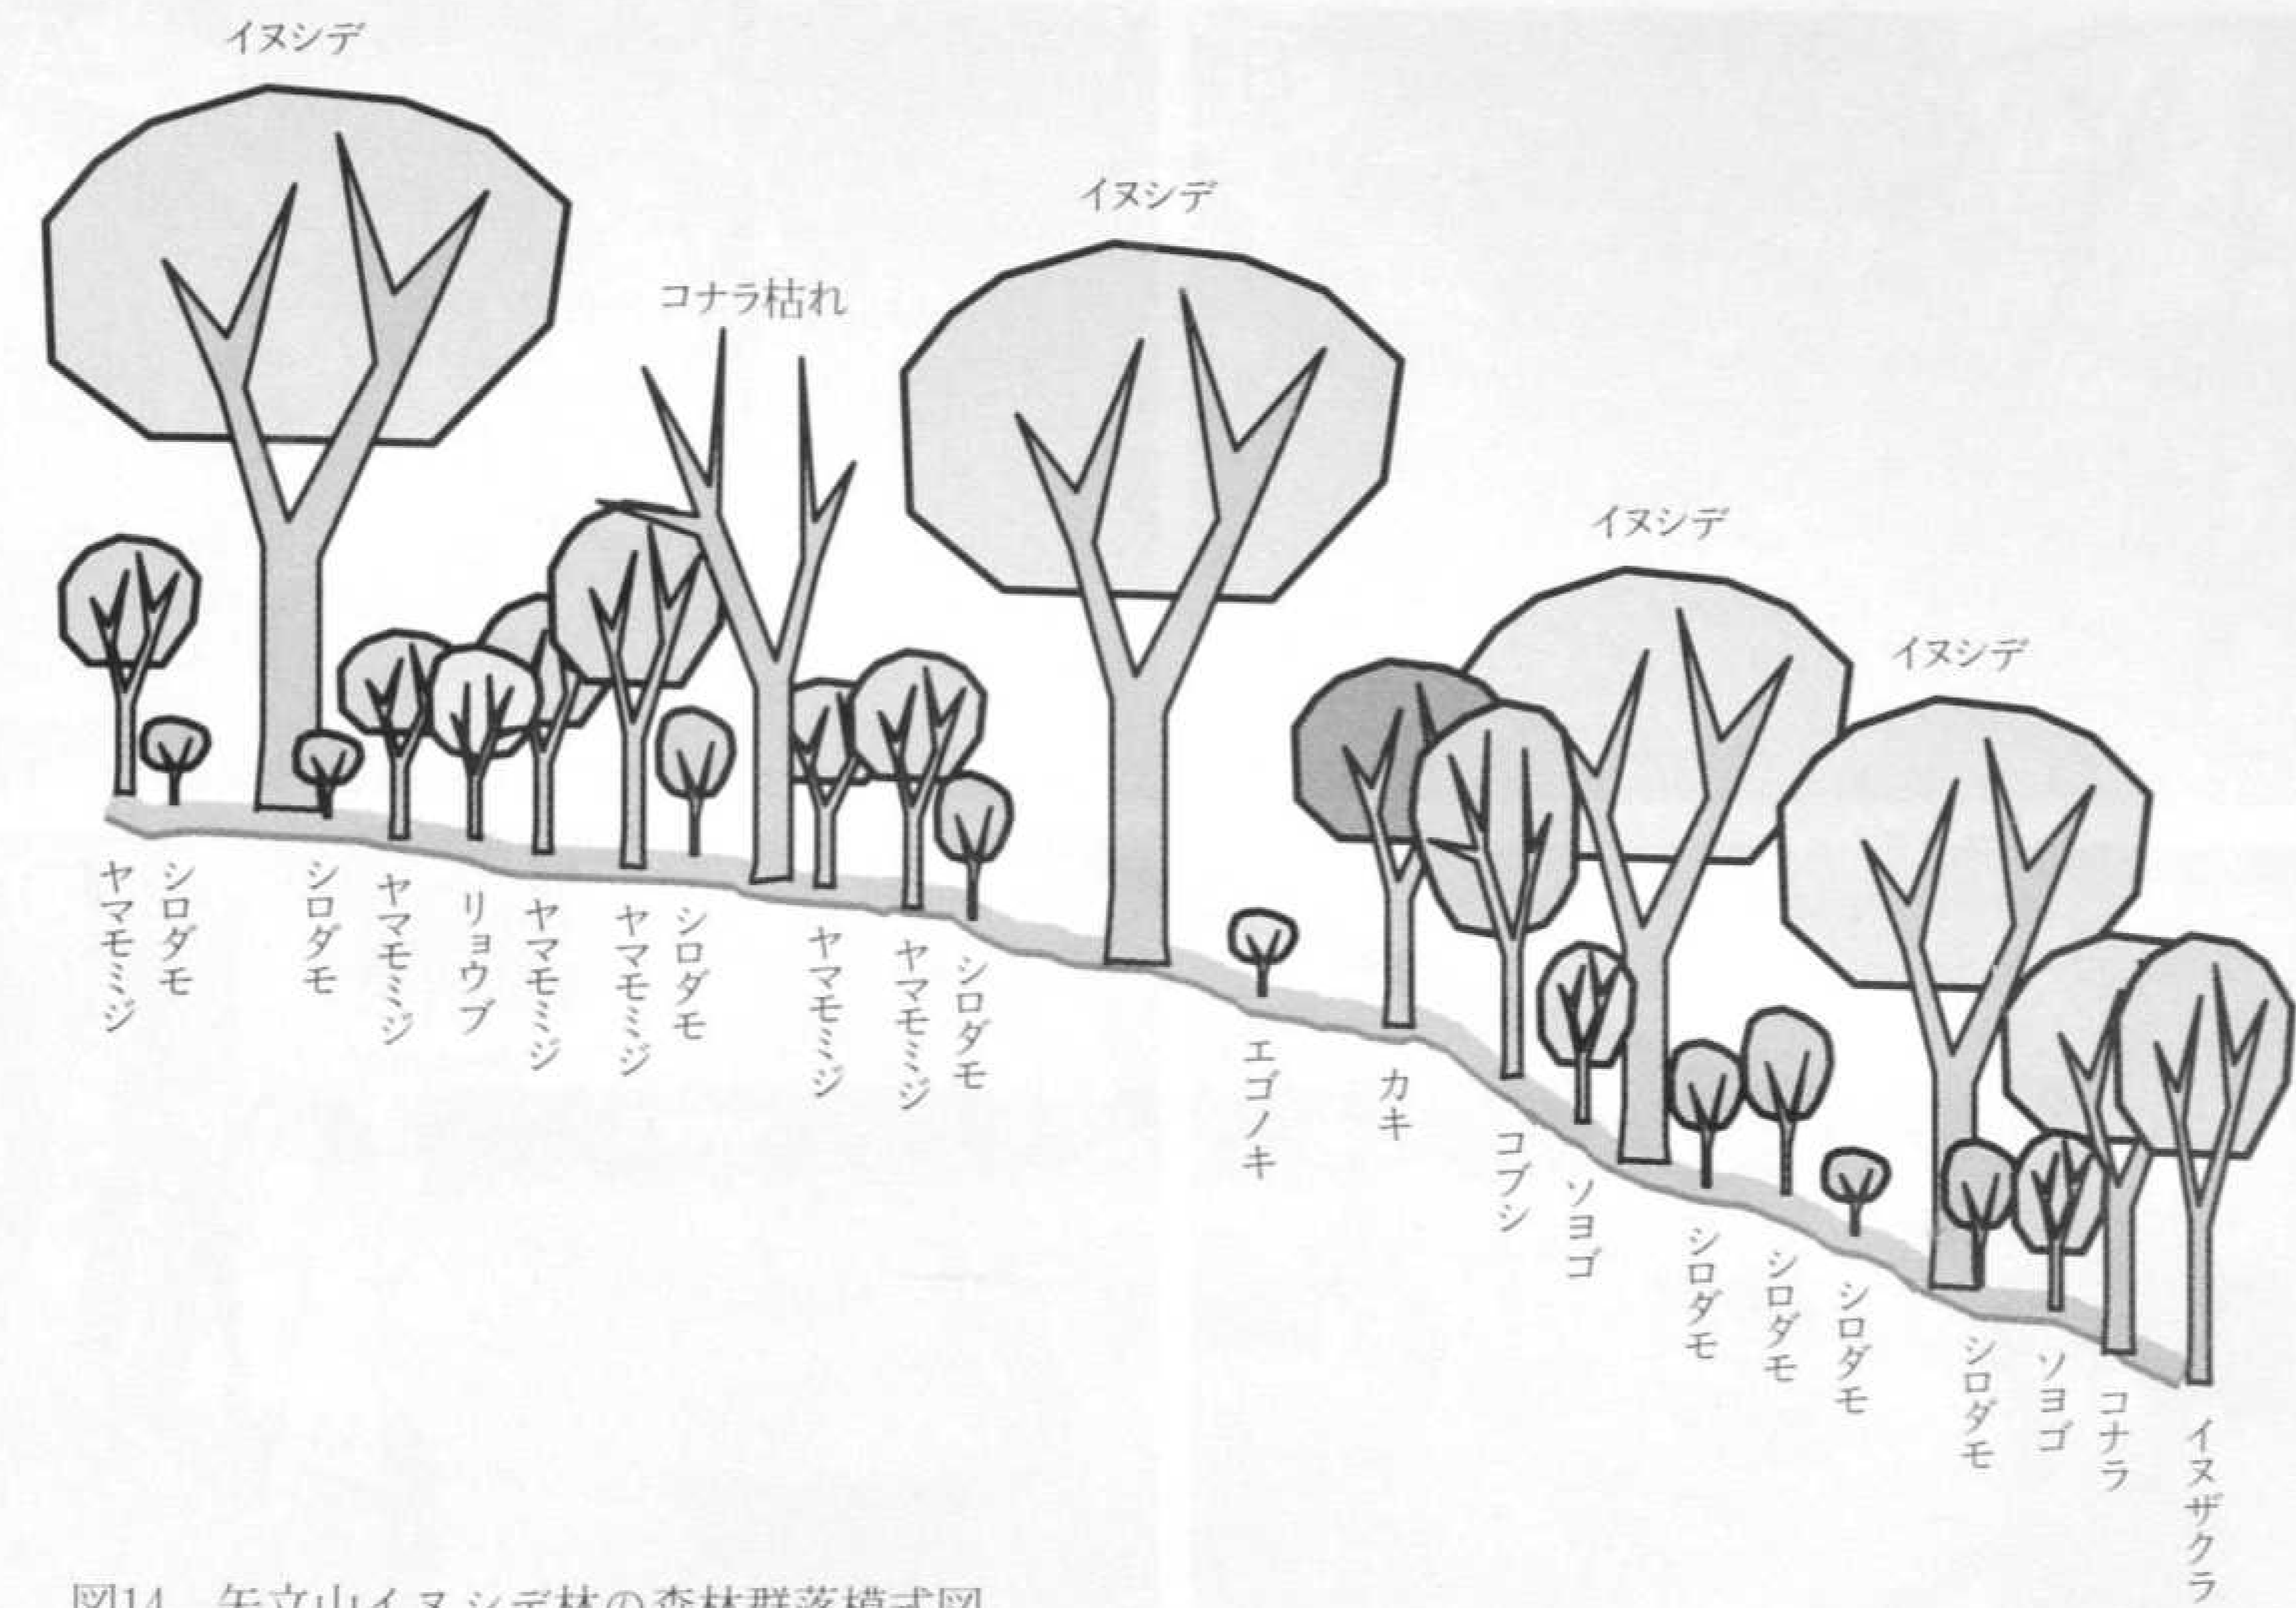 イヌシデ
イヌシデ
コナラ枯れ
イヌシデ
イヌシデ
ヤマモミジ
シロダモ
シロダモ
ヤマモミジ
リョウブ
ヤマモミジ
ヤマモミジ
シロダモ
ヤマモミジ
ヤマモミジ
シロダモ
エゴノキ
カキ
コブシ
ソヨゴ
シロダモ
シロダモ
シロダモ
シロダモ
ソヨゴ
コナラ
イヌザクラ
図14 矢立山イヌシデ林の森林群落模式図